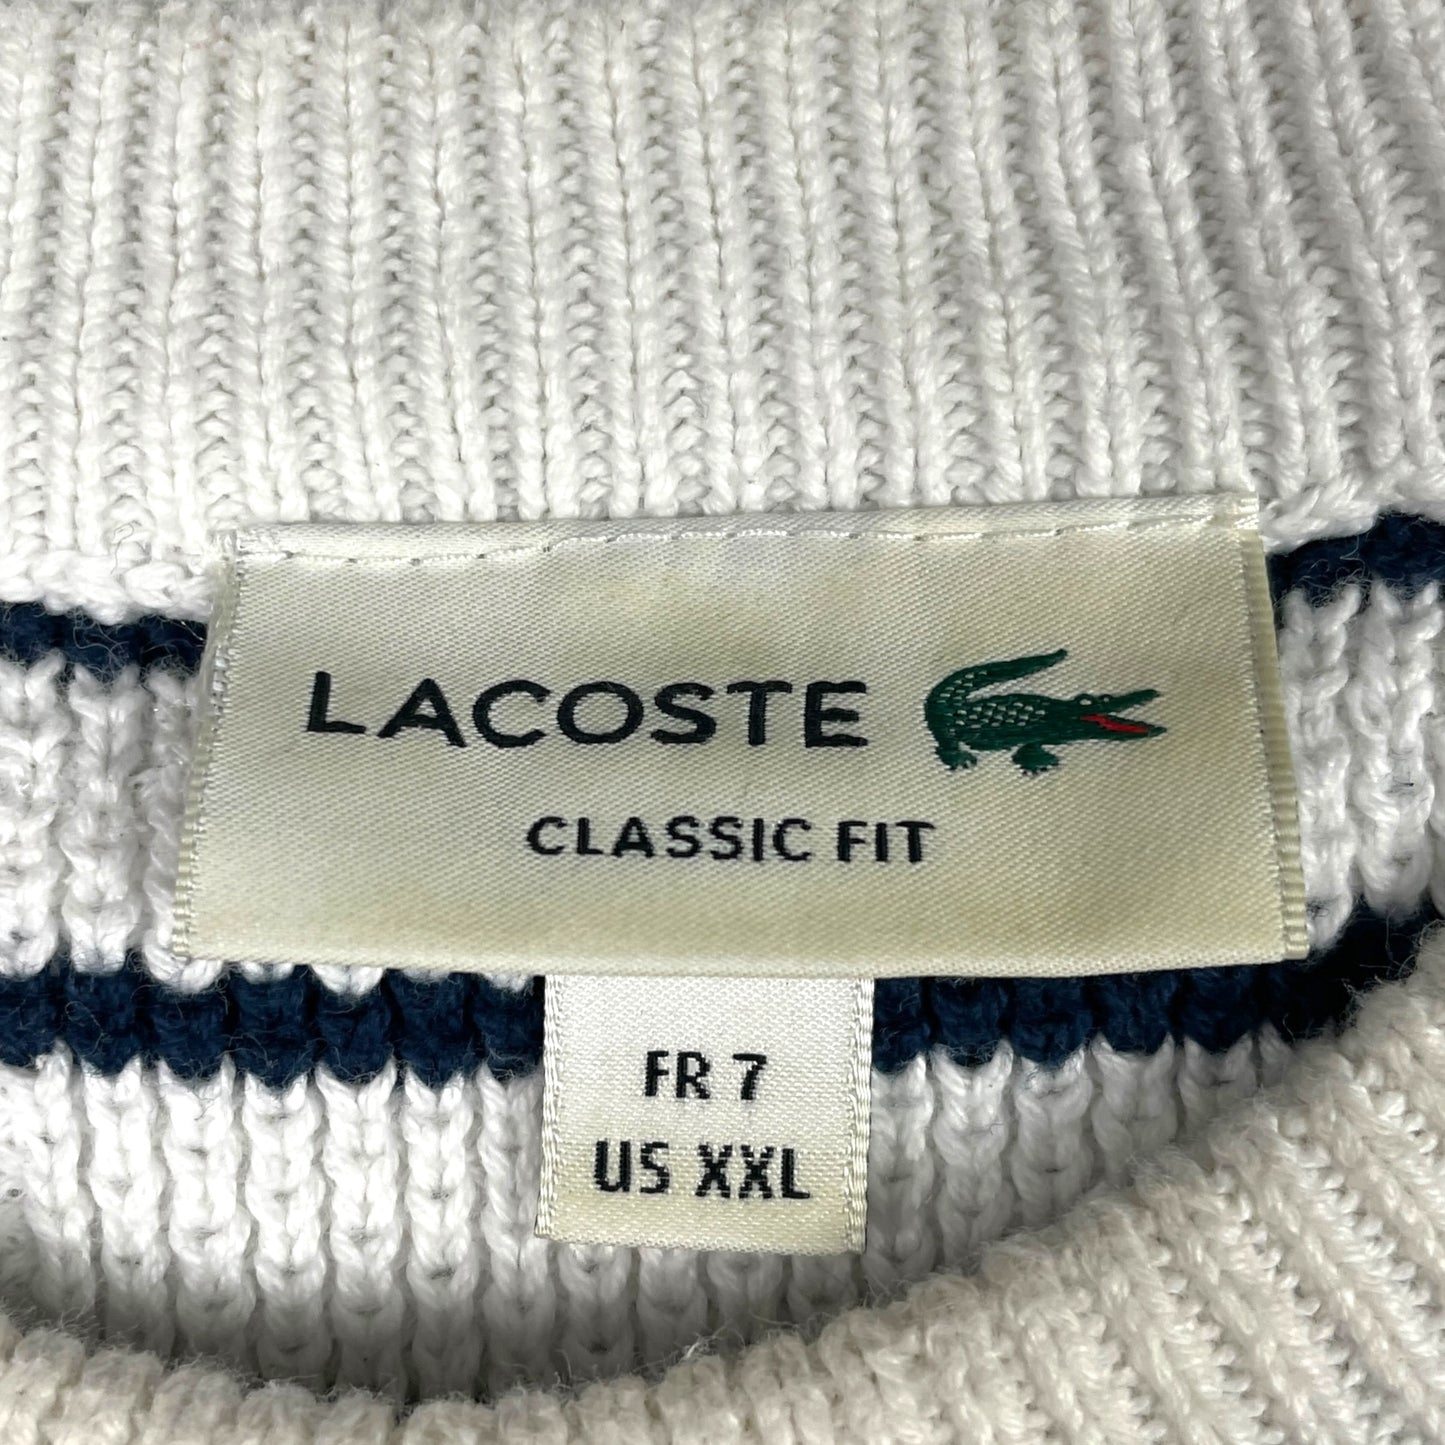 LACOSTE
CLASSIC FIT
FR 7
US XXL